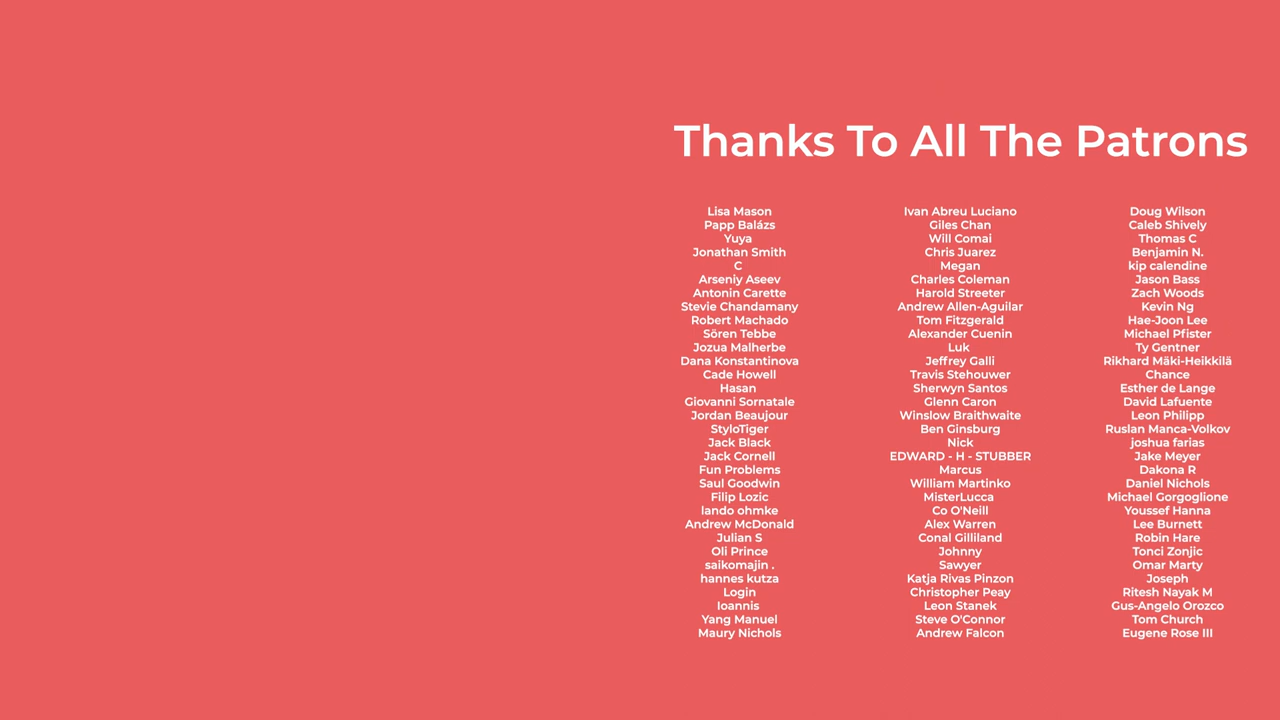 Thanks To All The Patrons
Lisa Mason
Papp Balázs
Yuya
Jonathan Smith
C
Arseniy Aseev
Antonin Carette
Stevie Chandamany
Robert Machado
Sören Tebbe
Jozua Malherbe
Dana Konstantinova
Cade Howell
Hasan
Giovanni Sornatale
Jordan Beaujour
StyloTiger
Jack Black
Jack Cornell
Fun Problems
Saul Goodwin
Filip Lozic
lando ohmke
Andrew McDonald
Julian S
Oli Prince
saikomajin .
hannes kutza
Login
Ioannis
Yang Manuel
Maury Nichols
Ivan Abreu Luciano
Giles Chan
Will Comai
Chris Juarez
Megan
Charles Coleman
Harold Streeter
Andrew Allen-Aguilar
Tom Fitzgerald
Alexander Cuenin
Luk
Jeffrey Galli
Travis Stehouwer
Sherwyn Santos
Glenn Caron
Winslow Braithwaite
Ben Ginsburg
Nick
EDWARD - H - STUBBER
Marcus
William Martinko
MisterLucca
Co O'Neill
Alex Warren
Conal Gilliland
Johnny
Sawyer
Katja Rivas Pinzon
Christopher Peay
Leon Stanek
Steve O'Connor
Andrew Falcon
Doug Wilson
Caleb Shively
Thomas C
Benjamin N.
kip calendine
Jason Bass
Zach Woods
Kevin Ng
Hae-Joon Lee
Michael Pfister
Ty Gentner
Rikhard Mäki-Heikkilä
Chance
Esther de Lange
David Lafuente
Leon Philipp
Ruslan Manca-Volkov
joshua farias
Jake Meyer
Dakona R
Daniel Nichols
Michael Gorgoglione
Youssef Hanna
Lee Burnett
Robin Hare
Tonci Zonjic
Omar Marty
Joseph
Ritesh Nayak M
Gus-Angelo Orozco
Tom Church
Eugene Rose III